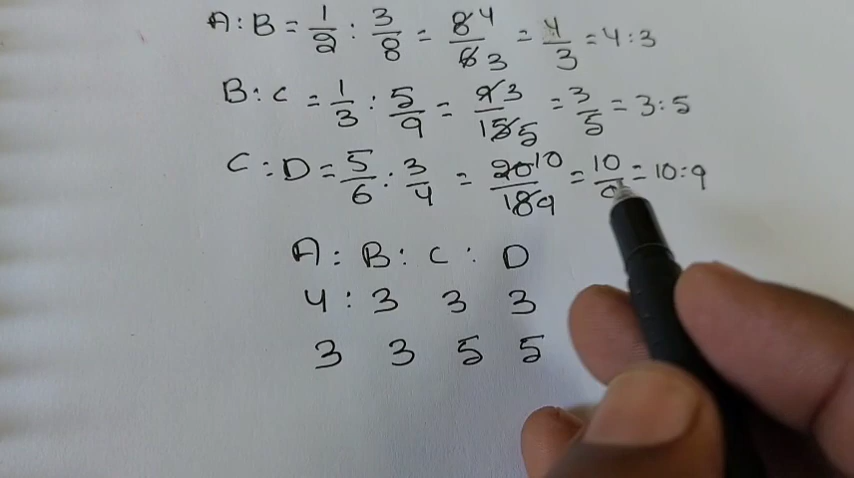 A : B = 1/2 : 3/8 = 8 4/6 3 = 4/3 = 4 : 3
B : C = 1/3 : 5/9 = 9 3/15 5 = 3/5 = 3 : 5
C : D = 5/6 : 3/4 = 20 10/18 9 = 10/9 = 10 : 9
A : B : C : D
4 : 3 3 3
3 3 5 5